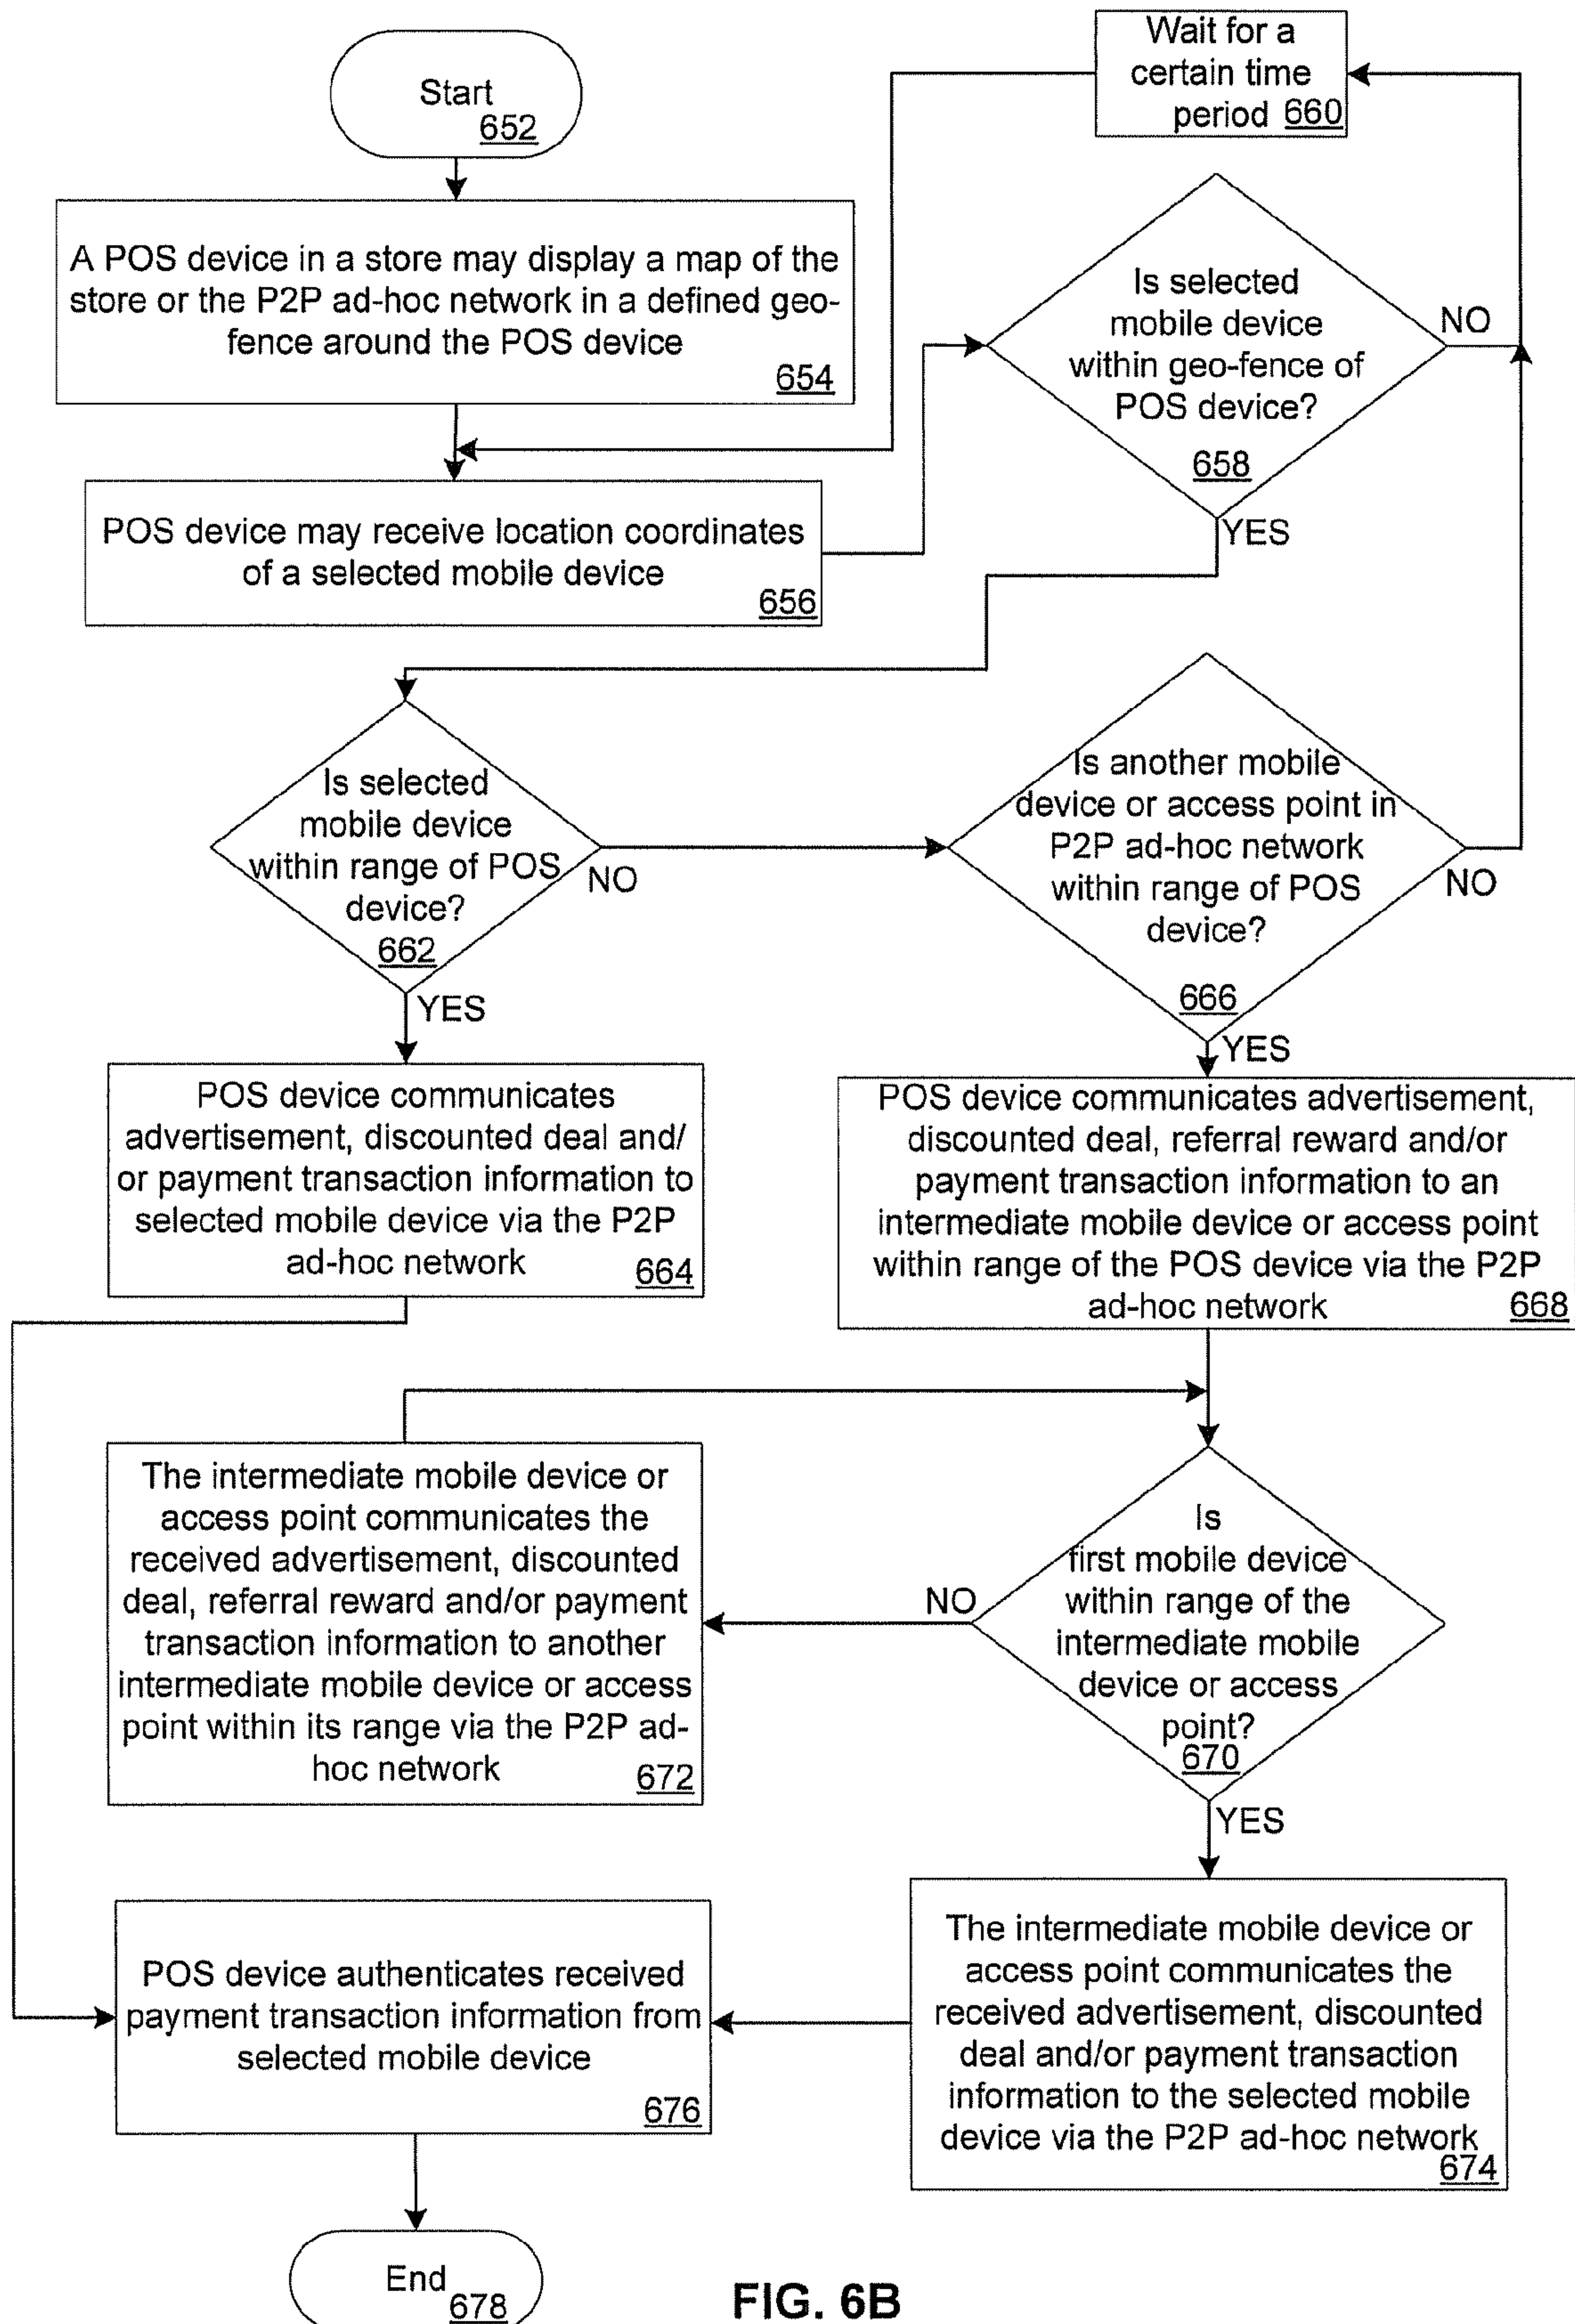 Start
652
Wait for a
certain time
period 660
A POS device in a store may display a map of the
store or the P2P ad-hoc network in a defined geo-
fence around the POS device
654
Is selected
mobile device
within geo-fence of
POS device?
658
NO
YES
POS device may receive location coordinates
of a selected mobile device
656
Is selected
mobile device
within range of POS
device?
662
NO
YES
Is another mobile
device or access point in
P2P ad-hoc network
within range of POS
device?
666
NO
YES
POS device communicates
advertisement, discounted deal and/
or payment transaction information to
selected mobile device via the P2P
ad-hoc network
664
POS device communicates advertisement,
discounted deal, referral reward and/or
payment transaction information to an
intermediate mobile device or access point
within range of the POS device via the P2P
ad-hoc network
668
The intermediate mobile device or
access point communicates the
received advertisement, discounted
deal, referral reward and/or payment
transaction information to another
intermediate mobile device or access
point within its range via the P2P ad-
hoc network
672
Is
first mobile device
within range of the
intermediate mobile
device or access
point?
670
NO
YES
POS device authenticates received
payment transaction information from
selected mobile device
676
The intermediate mobile device or
access point communicates the
received advertisement, discounted
deal and/or payment transaction
information to the selected mobile
device via the P2P ad-hoc network
674
End
678
FIG. 6B